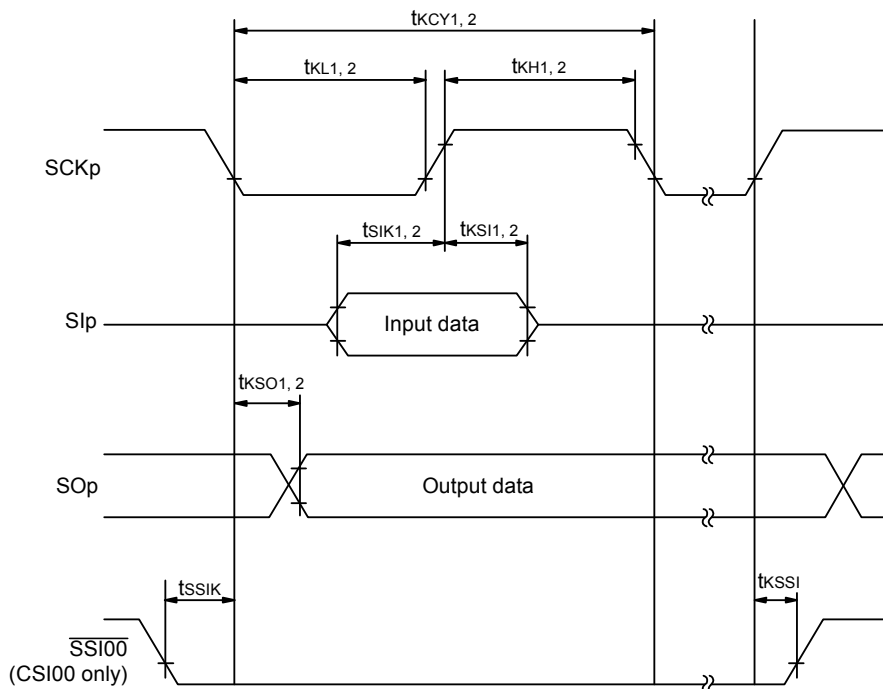 tKCY1, 2
tKL1, 2
tKH1, 2
SCKp
tSIK1, 2
tKSI1, 2
SIp
Input data
tKSO1, 2
SOp
Output data
tSSIK
tKSSI
SSI00
(CSI00 only)